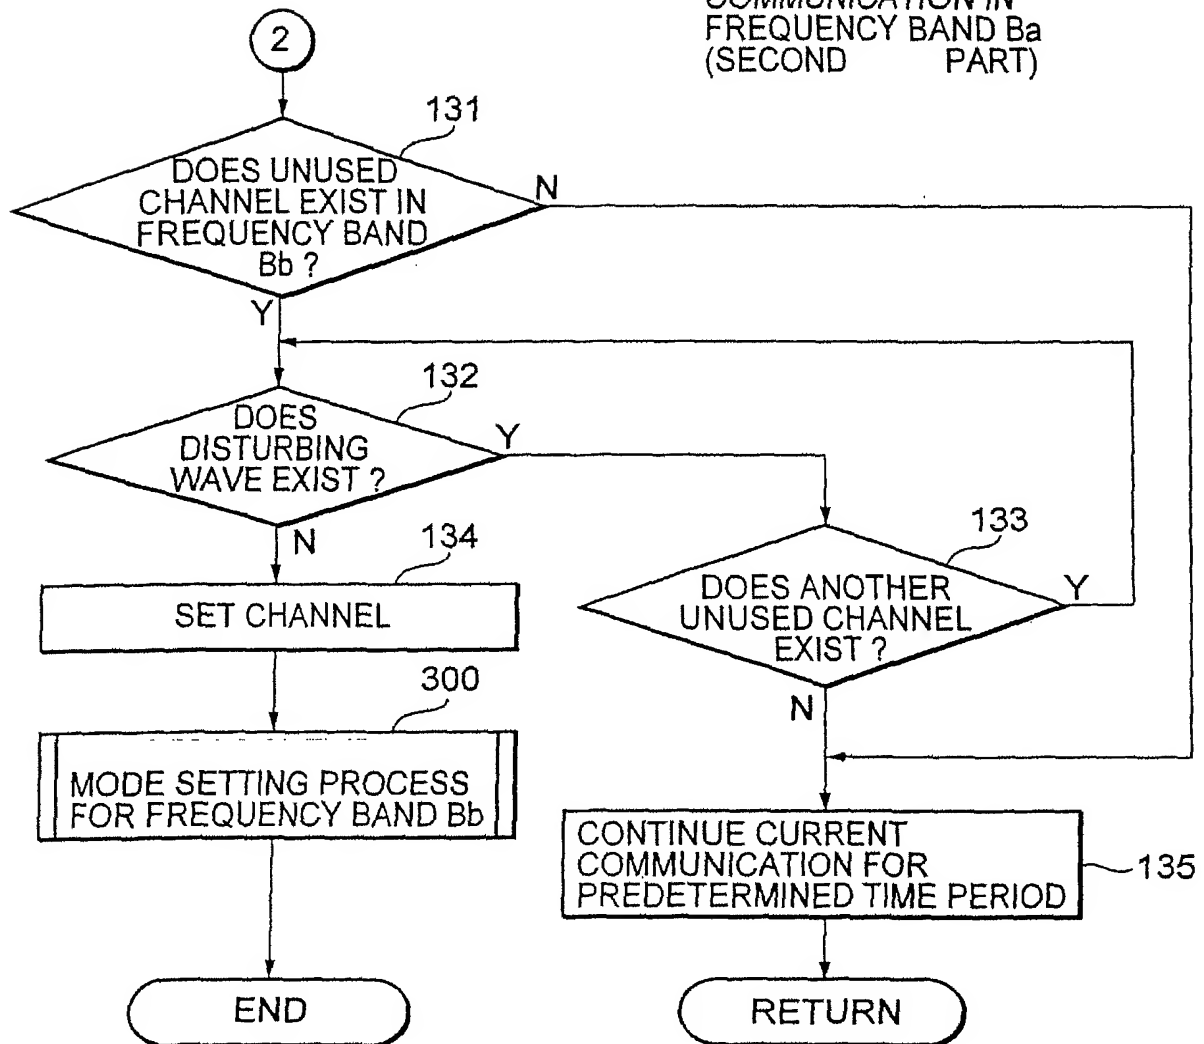 COMMUNICATION IN
FREQUENCY BAND Ba
(SECOND PART)
2
131
DOES UNUSED
CHANNEL EXIST IN
FREQUENCY BAND
Bb ?
N
Y
132
DOES
DISTURBING
WAVE EXIST ?
Y
N
133
DOES ANOTHER
UNUSED CHANNEL
EXIST ?
Y
N
134
SET CHANNEL
300
MODE SETTING PROCESS
FOR FREQUENCY BAND Bb
CONTINUE CURRENT
COMMUNICATION FOR
PREDETERMINED TIME PERIOD
135
END
RETURN